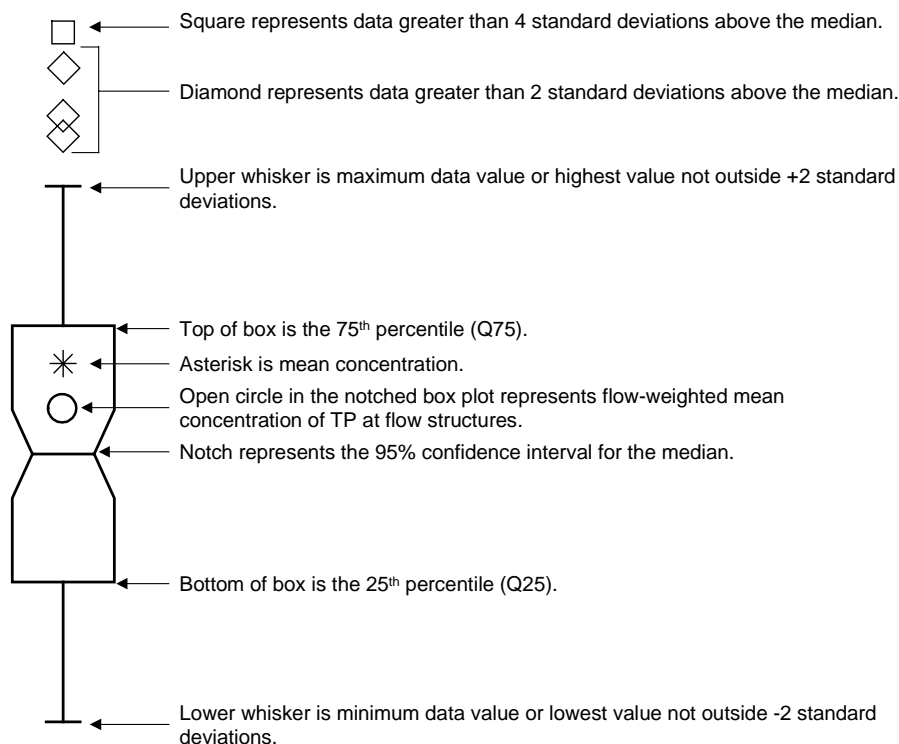 Square represents data greater than 4 standard deviations above the median.
Diamond represents data greater than 2 standard deviations above the median.
Upper whisker is maximum data value or highest value not outside +2 standard
deviations.
Top of box is the 75th percentile (Q75).
Asterisk is mean concentration.
Open circle in the notched box plot represents flow-weighted mean
concentration of TP at flow structures.
Notch represents the 95% confidence interval for the median.
Bottom of box is the 25th percentile (Q25).
Lower whisker is minimum data value or lowest value not outside -2 standard
deviations.